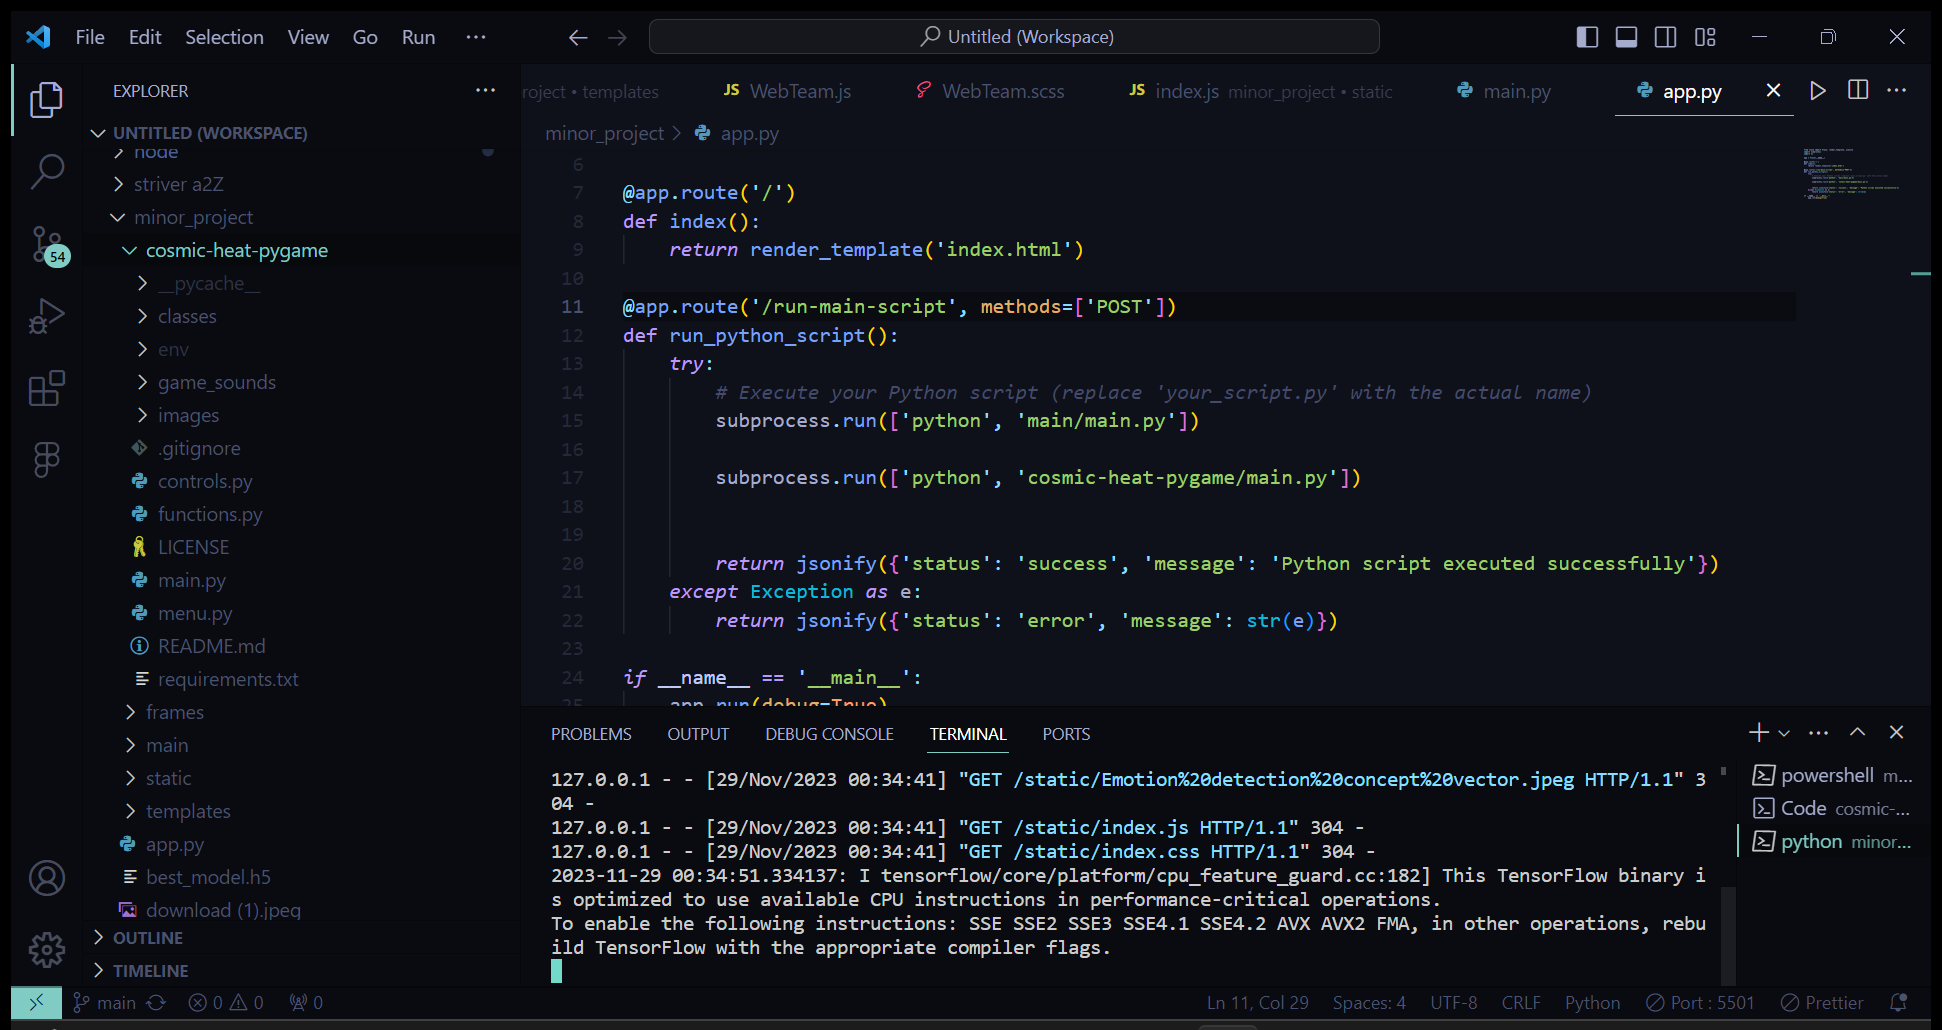 File Edit Selection View Go Run ···
Untitled (Workspace)
EXPLORER
UNTITLED (WORKSPACE)
node
striver a2Z
minor_project
cosmic-heat-pygame
__pycache__
classes
env
game_sounds
images
.gitignore
controls.py
functions.py
LICENSE
main.py
menu.py
README.md
requirements.txt
frames
main
static
templates
app.py
best_model.h5
download (1).jpeg
OUTLINE
TIMELINE
54
roject • templates
JS WebTeam.js
WebTeam.scss
JS index.js minor_project • static
main.py
app.py
minor_project > app.py
6
7 @app.route('/')
8 def index():
9 return render_template('index.html')
10
11 @app.route('/run-main-script', methods=['POST'])
12 def run_python_script():
13 try:
14 # Execute your Python script (replace 'your_script.py' with the actual name)
15 subprocess.run(['python', 'main/main.py'])
16
17 subprocess.run(['python', 'cosmic-heat-pygame/main.py'])
18
19
20 return jsonify({'status': 'success', 'message': 'Python script executed successfully'})
21 except Exception as e:
22 return jsonify({'status': 'error', 'message': str(e)})
23
24 if __name__ == '__main__':
25 app.run(debug=True)
PROBLEMS OUTPUT DEBUG CONSOLE TERMINAL PORTS
127.0.0.1 - - [29/Nov/2023 00:34:41] "GET /static/Emotion%20detection%20concept%20vector.jpeg HTTP/1.1" 3
04 -
127.0.0.1 - - [29/Nov/2023 00:34:41] "GET /static/index.js HTTP/1.1" 304 -
127.0.0.1 - - [29/Nov/2023 00:34:41] "GET /static/index.css HTTP/1.1" 304 -
2023-11-29 00:34:51.334137: I tensorflow/core/platform/cpu_feature_guard.cc:182] This TensorFlow binary i
s optimized to use available CPU instructions in performance-critical operations.
To enable the following instructions: SSE SSE2 SSE3 SSE4.1 SSE4.2 AVX AVX2 FMA, in other operations, rebu
ild TensorFlow with the appropriate compiler flags.
powershell m...
Code cosmic-...
python minor...
main 0 0 0
Ln 11, Col 29 Spaces: 4 UTF-8 CRLF Python Port : 5501 Prettier